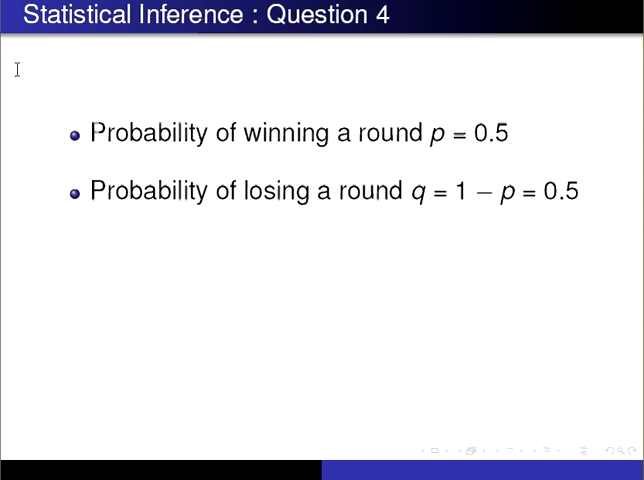 Statistical Inference : Question 4
Probability of winning a round p = 0.5
Probability of losing a round q = 1 − p = 0.5